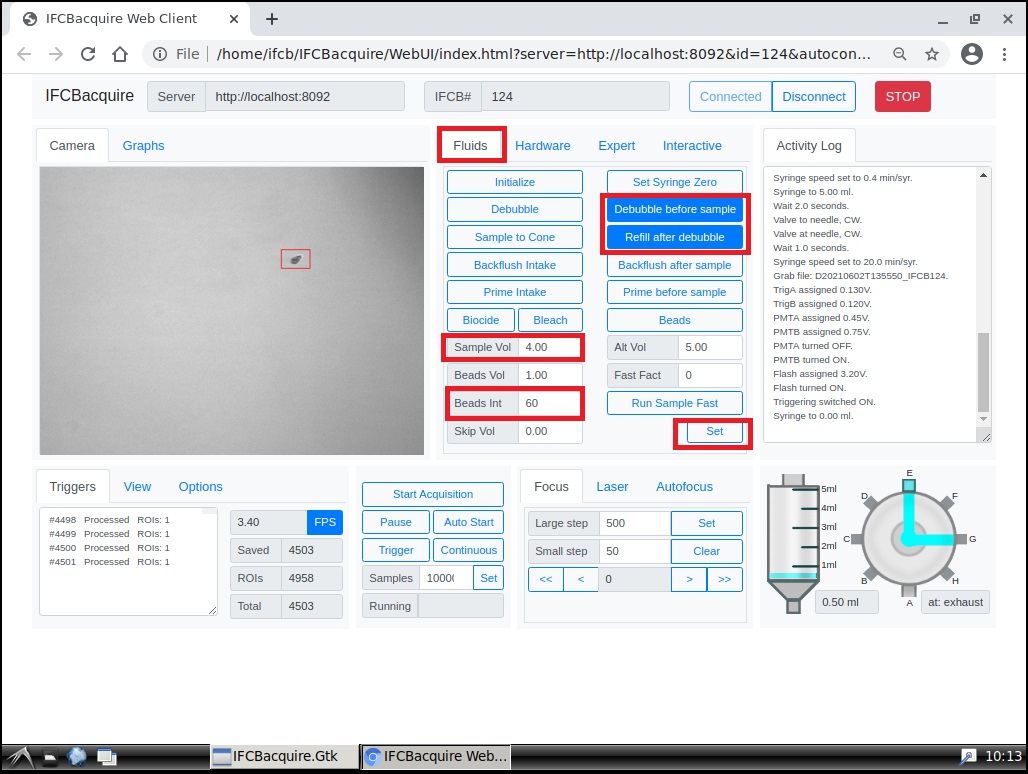 IFCBacquire Web Client
File
/home/ifcb/IFCBacquire/WebUI/index.html?server=http://localhost:8092&id=124&autocon...
IFCBacquire
Server
http://localhost:8092
IFCB#
124
Connected
Disconnect
STOP
Camera
Graphs
Fluids
Hardware
Expert
Interactive
Initialize
Set Syringe Zero
Debubble
Debubble before sample
Sample to Cone
Refill after debubble
Backflush Intake
Backflush after sample
Prime Intake
Prime before sample
Biocide
Bleach
Beads
Sample Vol
4.00
Alt Vol
5.00
Beads Vol
1.00
Fast Fact
0
Beads Int
60
Run Sample Fast
Skip Vol
0.00
Set
Activity Log
Syringe speed set to 0.4 min/syr.
Syringe to 5.00 ml.
Wait 2.0 seconds.
Valve to needle, CW.
Valve at needle, CW.
Wait 1.0 seconds.
Syringe speed set to 20.0 min/syr.
Grab file: D20210602T135550_IFCB124.
TrigA assigned 0.130V.
TrigB assigned 0.120V.
PMTA assigned 0.45V.
PMTB assigned 0.75V.
PMTA turned OFF.
PMTB turned ON.
Flash assigned 3.20V.
Flash turned ON.
Triggering switched ON.
Syringe to 0.00 ml.
Triggers
View
Options
#4498 Processed ROIs: 1
#4499 Processed ROIs: 1
#4500 Processed ROIs: 1
#4501 Processed ROIs: 1
3.40
FPS
Saved
4503
ROIs
4958
Total
4503
Start Acquisition
Pause
Auto Start
Trigger
Continuous
Samples
Set
Running
Focus
Laser
Autofocus
Large step
500
Set
Small step
50
Clear
<<
<
0
>
>>
5ml
4ml
3ml
2ml
1ml
0.50 ml
E
D
F
C
G
B
H
A
at: exhaust
IFCBacquire.Gtk
IFCBacquire Web...
10:13